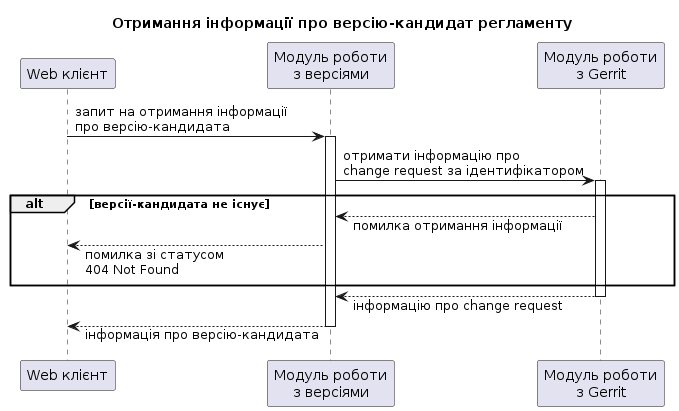 Отримання інформації про версію-кандидат регламенту
Web клієнт
Модуль роботи
з версіями
Модуль роботи
з Gerrit
запит на отримання інформації
про версію-кандидата
отримати інформацію про
change request за ідентифікатором
alt
[версії-кандидата не існує]
помилка отримання інформації
помилка зі статусом
404 Not Found
інформацію про change request
інформація про версію-кандидата
Web клієнт
Модуль роботи
з версіями
Модуль роботи
з Gerrit